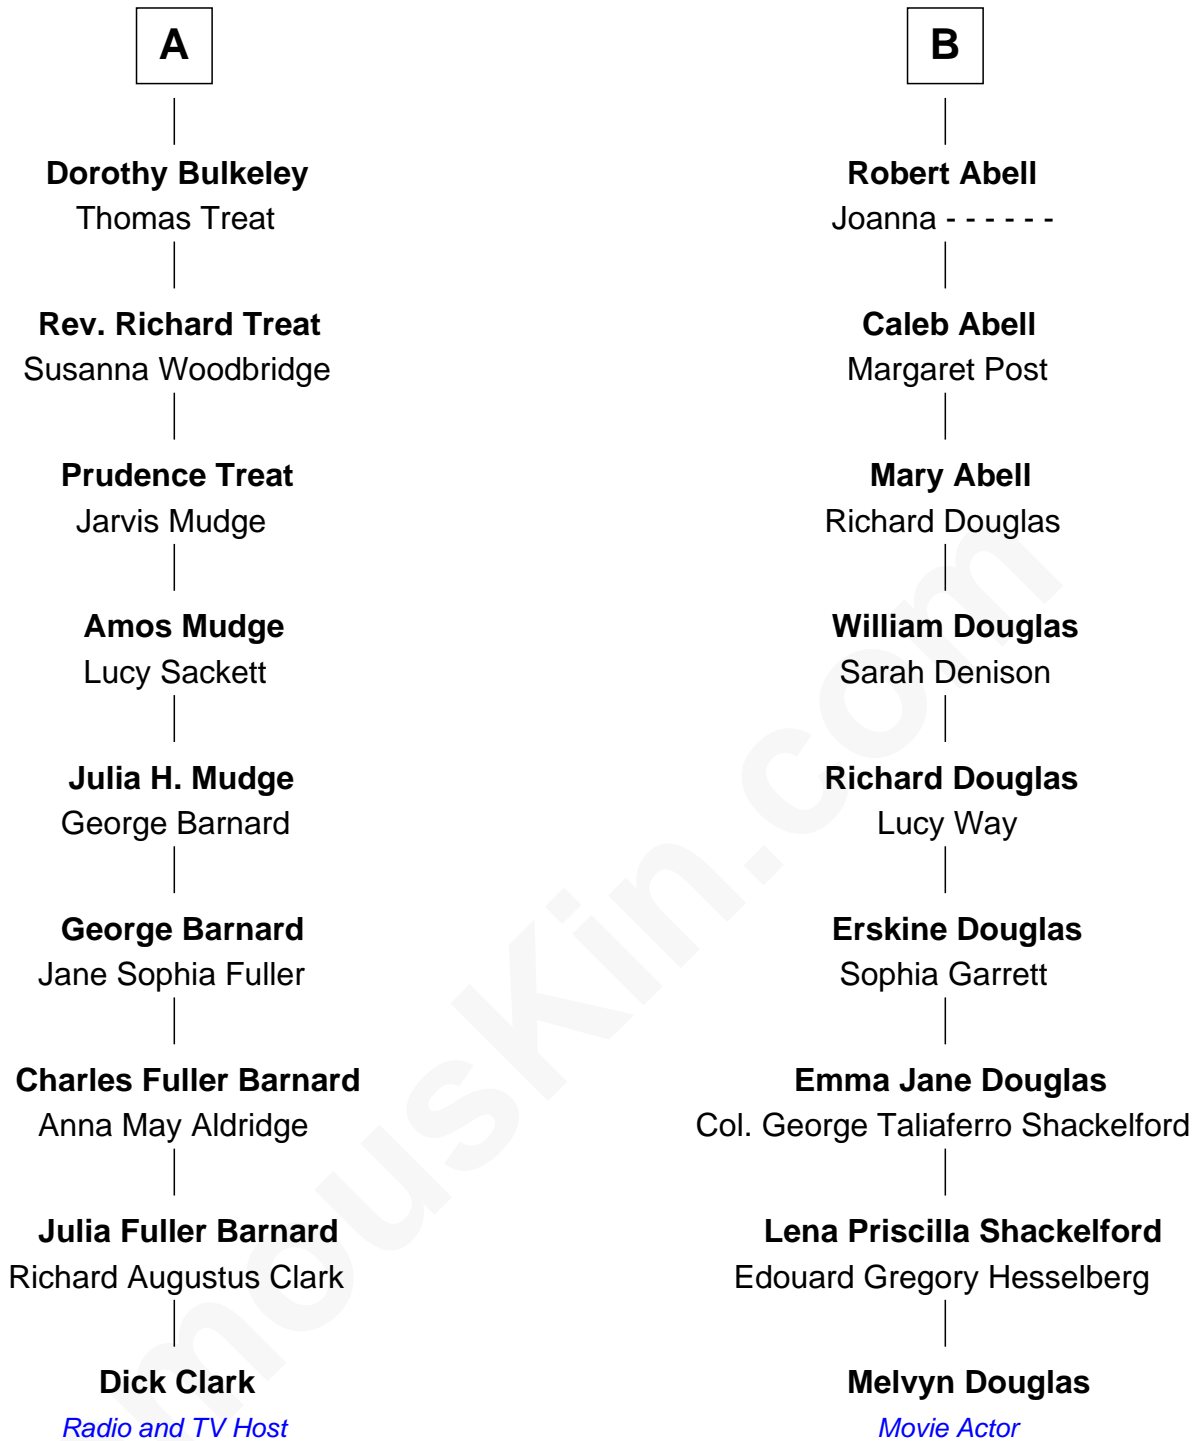 A
Dorothy Bulkeley
Thomas Treat
Rev. Richard Treat
Susanna Woodbridge
Prudence Treat
Jarvis Mudge
Amos Mudge
Lucy Sackett
Julia H. Mudge
George Barnard
George Barnard
Jane Sophia Fuller
Charles Fuller Barnard
Anna May Aldridge
Julia Fuller Barnard
Richard Augustus Clark
Dick Clark
Radio and TV Host
B
Robert Abell
Joanna - - - - - -
Caleb Abell
Margaret Post
Mary Abell
Richard Douglas
William Douglas
Sarah Denison
Richard Douglas
Lucy Way
Erskine Douglas
Sophia Garrett
Emma Jane Douglas
Col. George Taliaferro Shackelford
Lena Priscilla Shackelford
Edouard Gregory Hesselberg
Melvyn Douglas
Movie Actor
mousKin.com